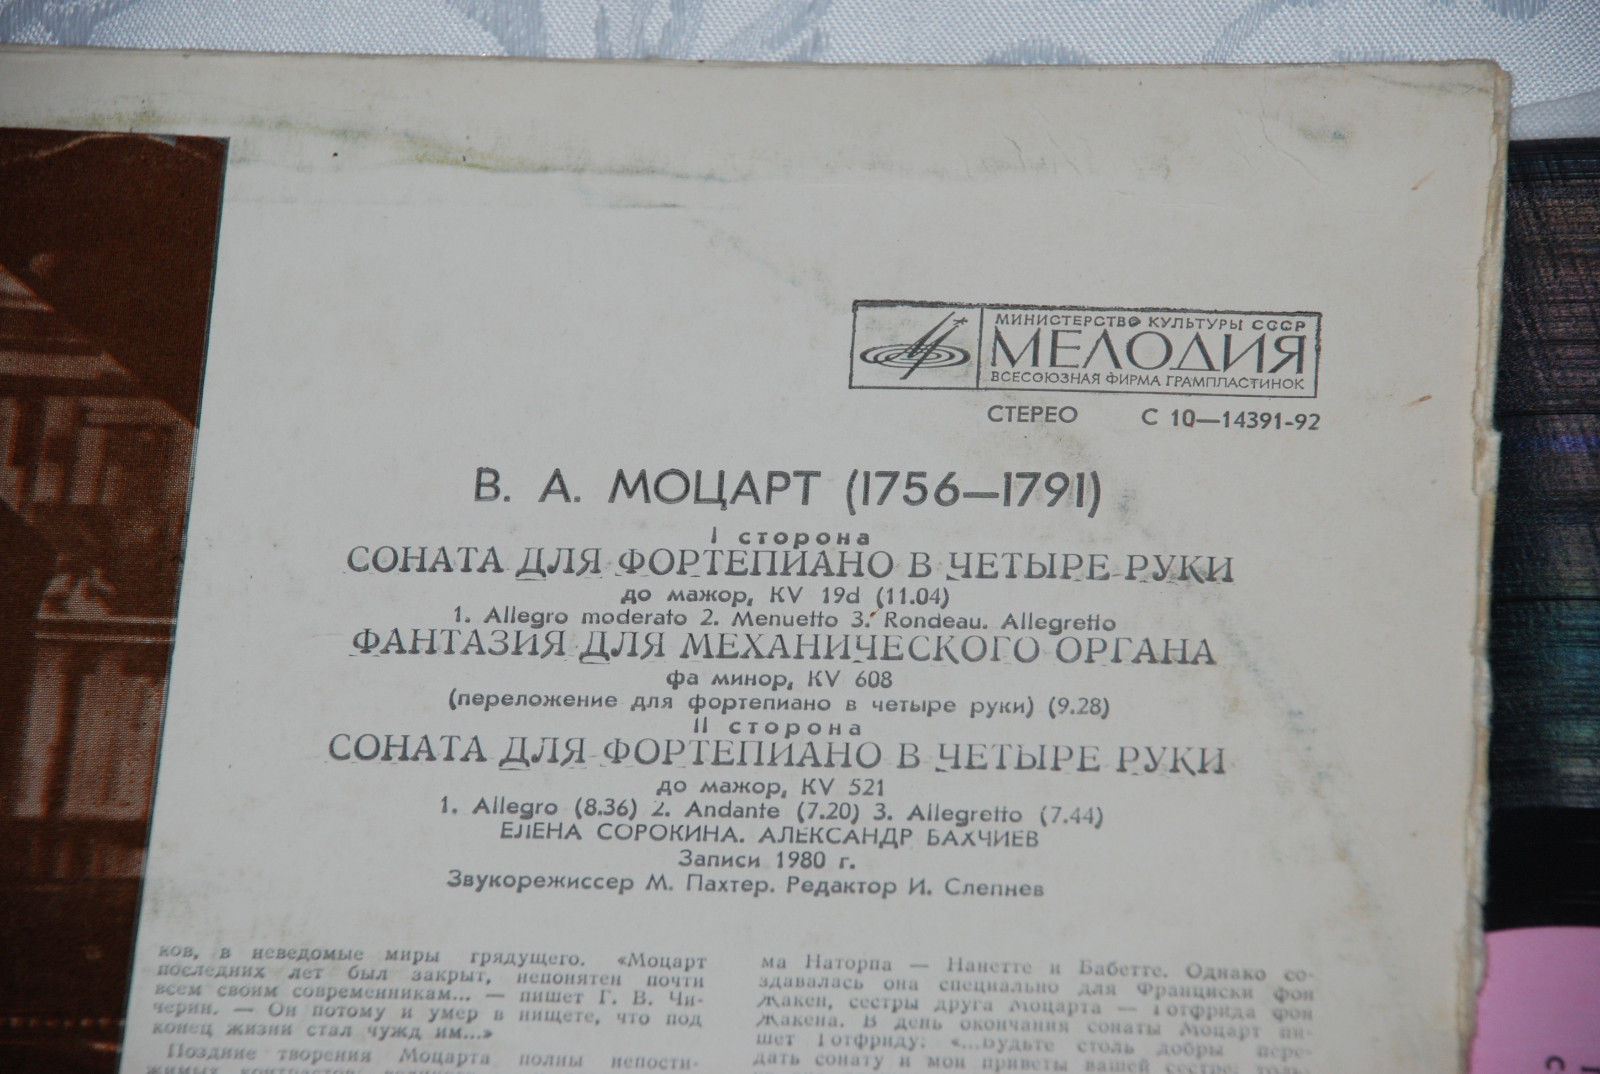 МИНИСТЕРСТВО КУЛЬТУРЫ СССР
МЕЛОДИЯ
ВСЕСОЮЗНАЯ ФИРМА ГРАМПЛАСТИНОК
СТЕРЕО С 10—14391-92
В. А. МОЦАРТ (1756—1791)
I сторона
СОНАТА ДЛЯ ФОРТЕПИАНО В ЧЕТЫРЕ РУКИ
до мажор, KV 19d (11.04)
1. Allegro moderato 2. Menuetto 3. Rondeau. Allegretto
ФАНТАЗИЯ ДЛЯ МЕХАНИЧЕСКОГО ОРГАНА
фа минор, KV 608
(переложение для фортепиано в четыре руки) (9.28)
II сторона
СОНАТА ДЛЯ ФОРТЕПИАНО В ЧЕТЫРЕ РУКИ
до мажор, KV 521
1. Allegro (8.36) 2. Andante (7.20) 3. Allegretto (7.44)
ЕЛЕНА СОРОКИНА. АЛЕКСАНДР БАХЧИЕВ
Записи 1980 г.
Звукорежиссер М. Пахтер. Редактор И. Слепнев
ков, в неведомые миры грядущего. «Моцарт
последних лет был закрыт, непонятен почти
всем своим современникам... — пишет Г. В. Чи-
черин. — Он потому и умер в нищете, что под
конец жизни стал чужд им...»
Поздние творения Моцарта полны непости-
жимых контрастов:
ма Наторпа — Нанетте и Бабетте. Однако со-
здавалась она специально для Франциски фон
Жакен, сестры друга Моцарта — Готфрида фон
Жакена. В день окончания сонаты Моцарт пи-
шет Готфриду: «...Будьте столь добры пере-
дать сонату и мои приветы вашей сестре;